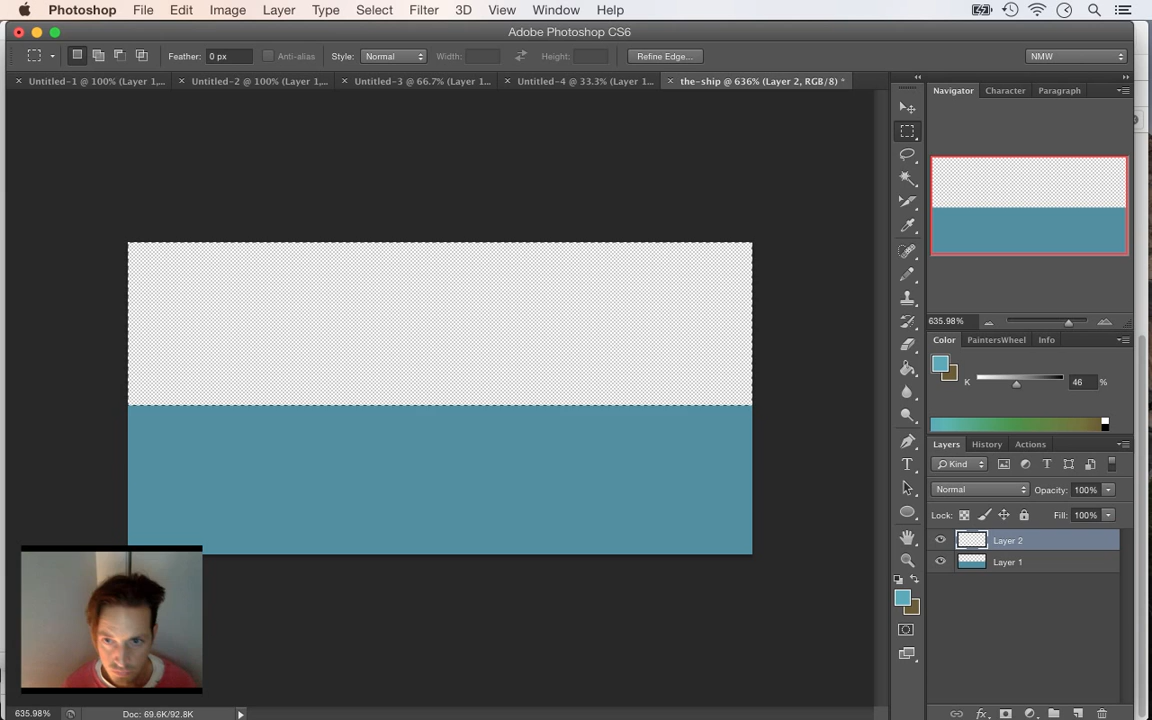 Photoshop File Edit Image Layer Type Select Filter 3D View Window Help
Adobe Photoshop CS6
Feather: 0 px Anti-alias Style: Normal Width: Height: Refine Edge... NMW
Untitled-1 @ 100% (Layer 1,... Untitled-2 @ 100% (Layer 1,... Untitled-3 @ 66.7% (Layer 1... Untitled-4 @ 33.3% (Layer 1... the-ship @ 636% (Layer 2, RGB/8) *
Navigator Character Paragraph
635.98%
Color PaintersWheel Info
K 46 %
Layers History Actions
Kind
Normal Opacity: 100%
Lock: Fill: 100%
Layer 2
Layer 1
635.98% Doc: 69.6K/92.8K